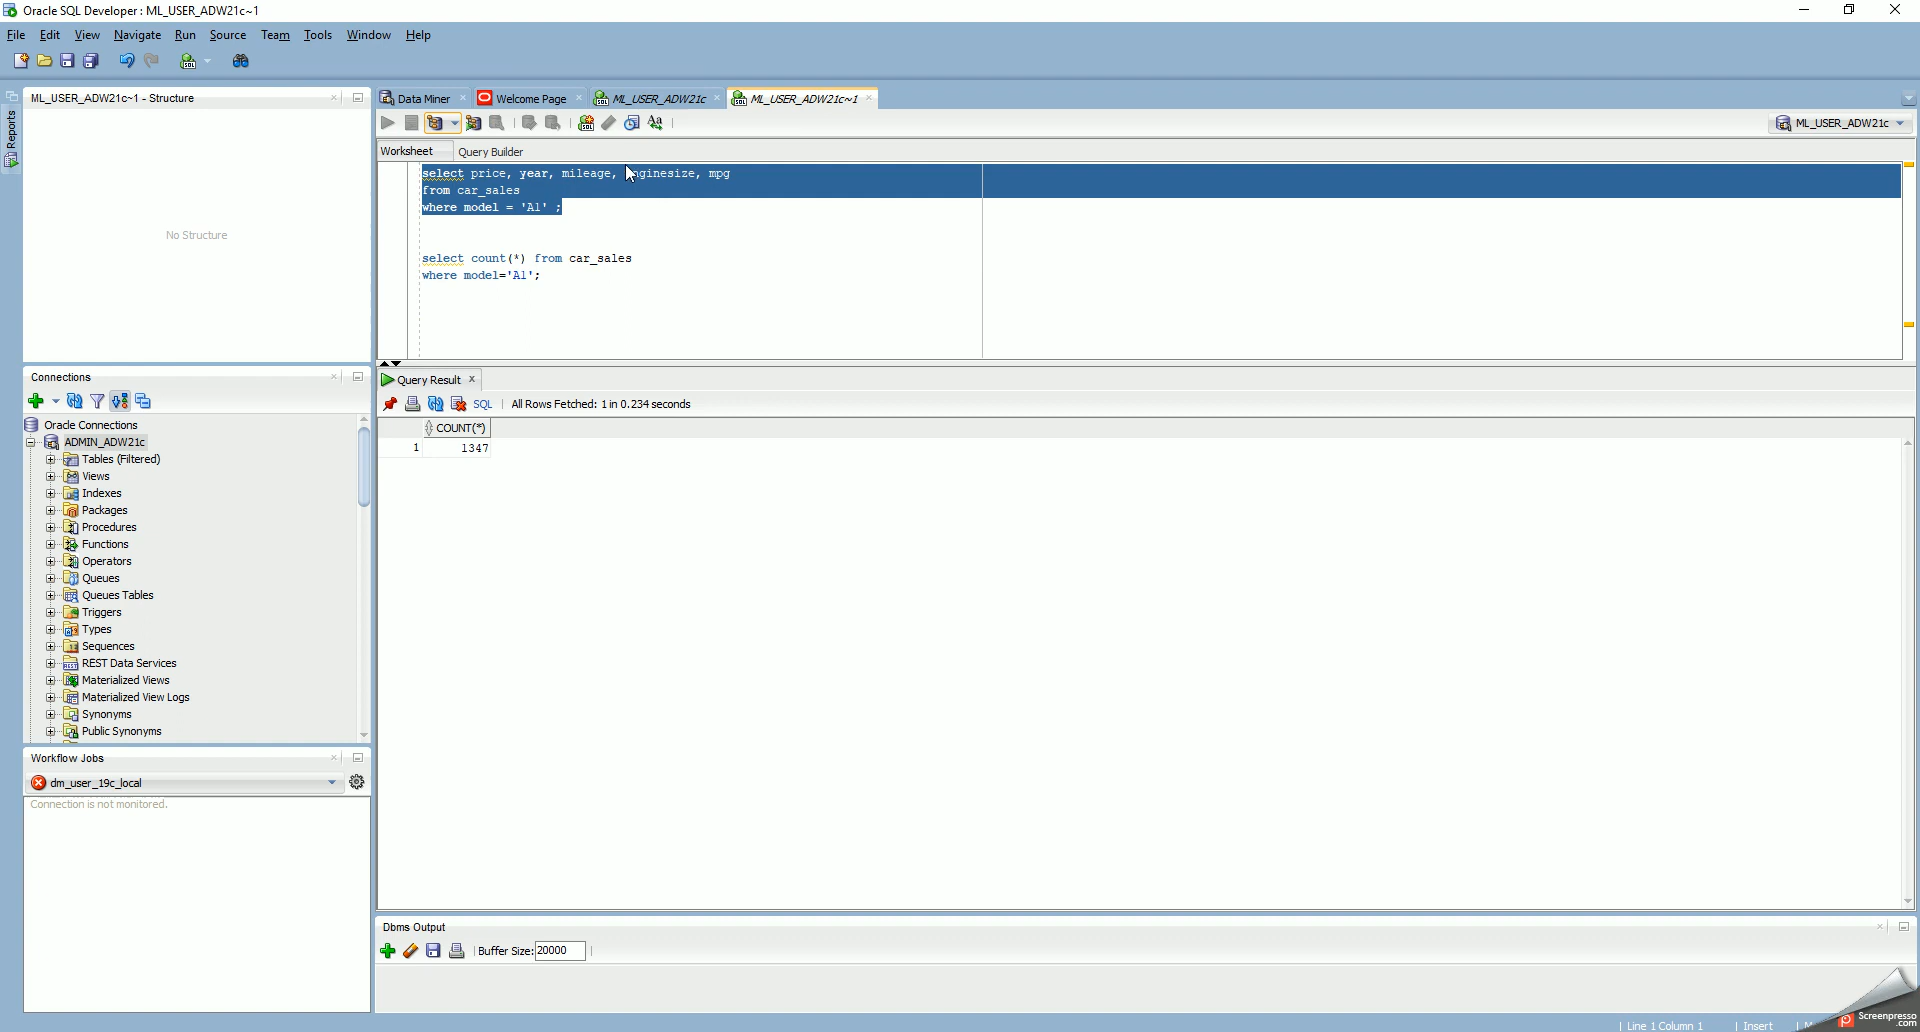 Oracle SQL Developer : ML_USER_ADW21c~1
File Edit View Navigate Run Source Team Tools Window Help
Reports
ML_USER_ADW21c~1 - Structure
No Structure
Connections
Oracle Connections
ADMIN_ADW21c
Tables (Filtered)
Views
Indexes
Packages
Procedures
Functions
Operators
Queues
Queues Tables
Triggers
Types
Sequences
REST Data Services
Materialized Views
Materialized View Logs
Synonyms
Public Synonyms
Workflow Jobs
dm_user_19c_local
Connection is not monitored.
Data Miner Welcome Page ML_USER_ADW21c ML_USER_ADW21c~1
ML_USER_ADW21c
Worksheet Query Builder
select price, year, mileage, enginesize, mpg
from car_sales
where model = 'A1' ;
select count(*) from car_sales
where model='A1';
Query Result
SQL All Rows Fetched: 1 in 0.234 seconds
COUNT(*)
1 1347
Dbms Output
Buffer Size: 20000
Line 1 Column 1 Insert
Screenpresso
.com